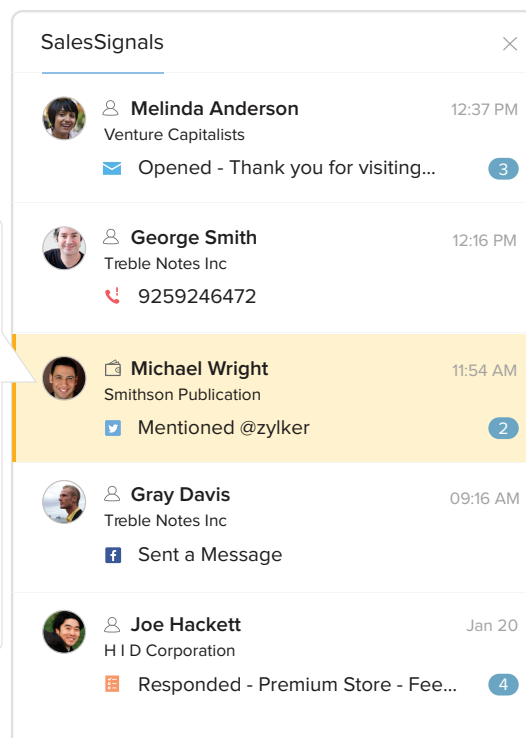 SalesSignals
Melinda Anderson 12:37 PM
Venture Capitalists
Opened - Thank you for visiting... 3
George Smith 12:16 PM
Treble Notes Inc
9259246472
Michael Wright 11:54 AM
Smithson Publication
Mentioned @zylker 2
Gray Davis 09:16 AM
Treble Notes Inc
Sent a Message
Joe Hackett Jan 20
H I D Corporation
Responded - Premium Store - Fee... 4